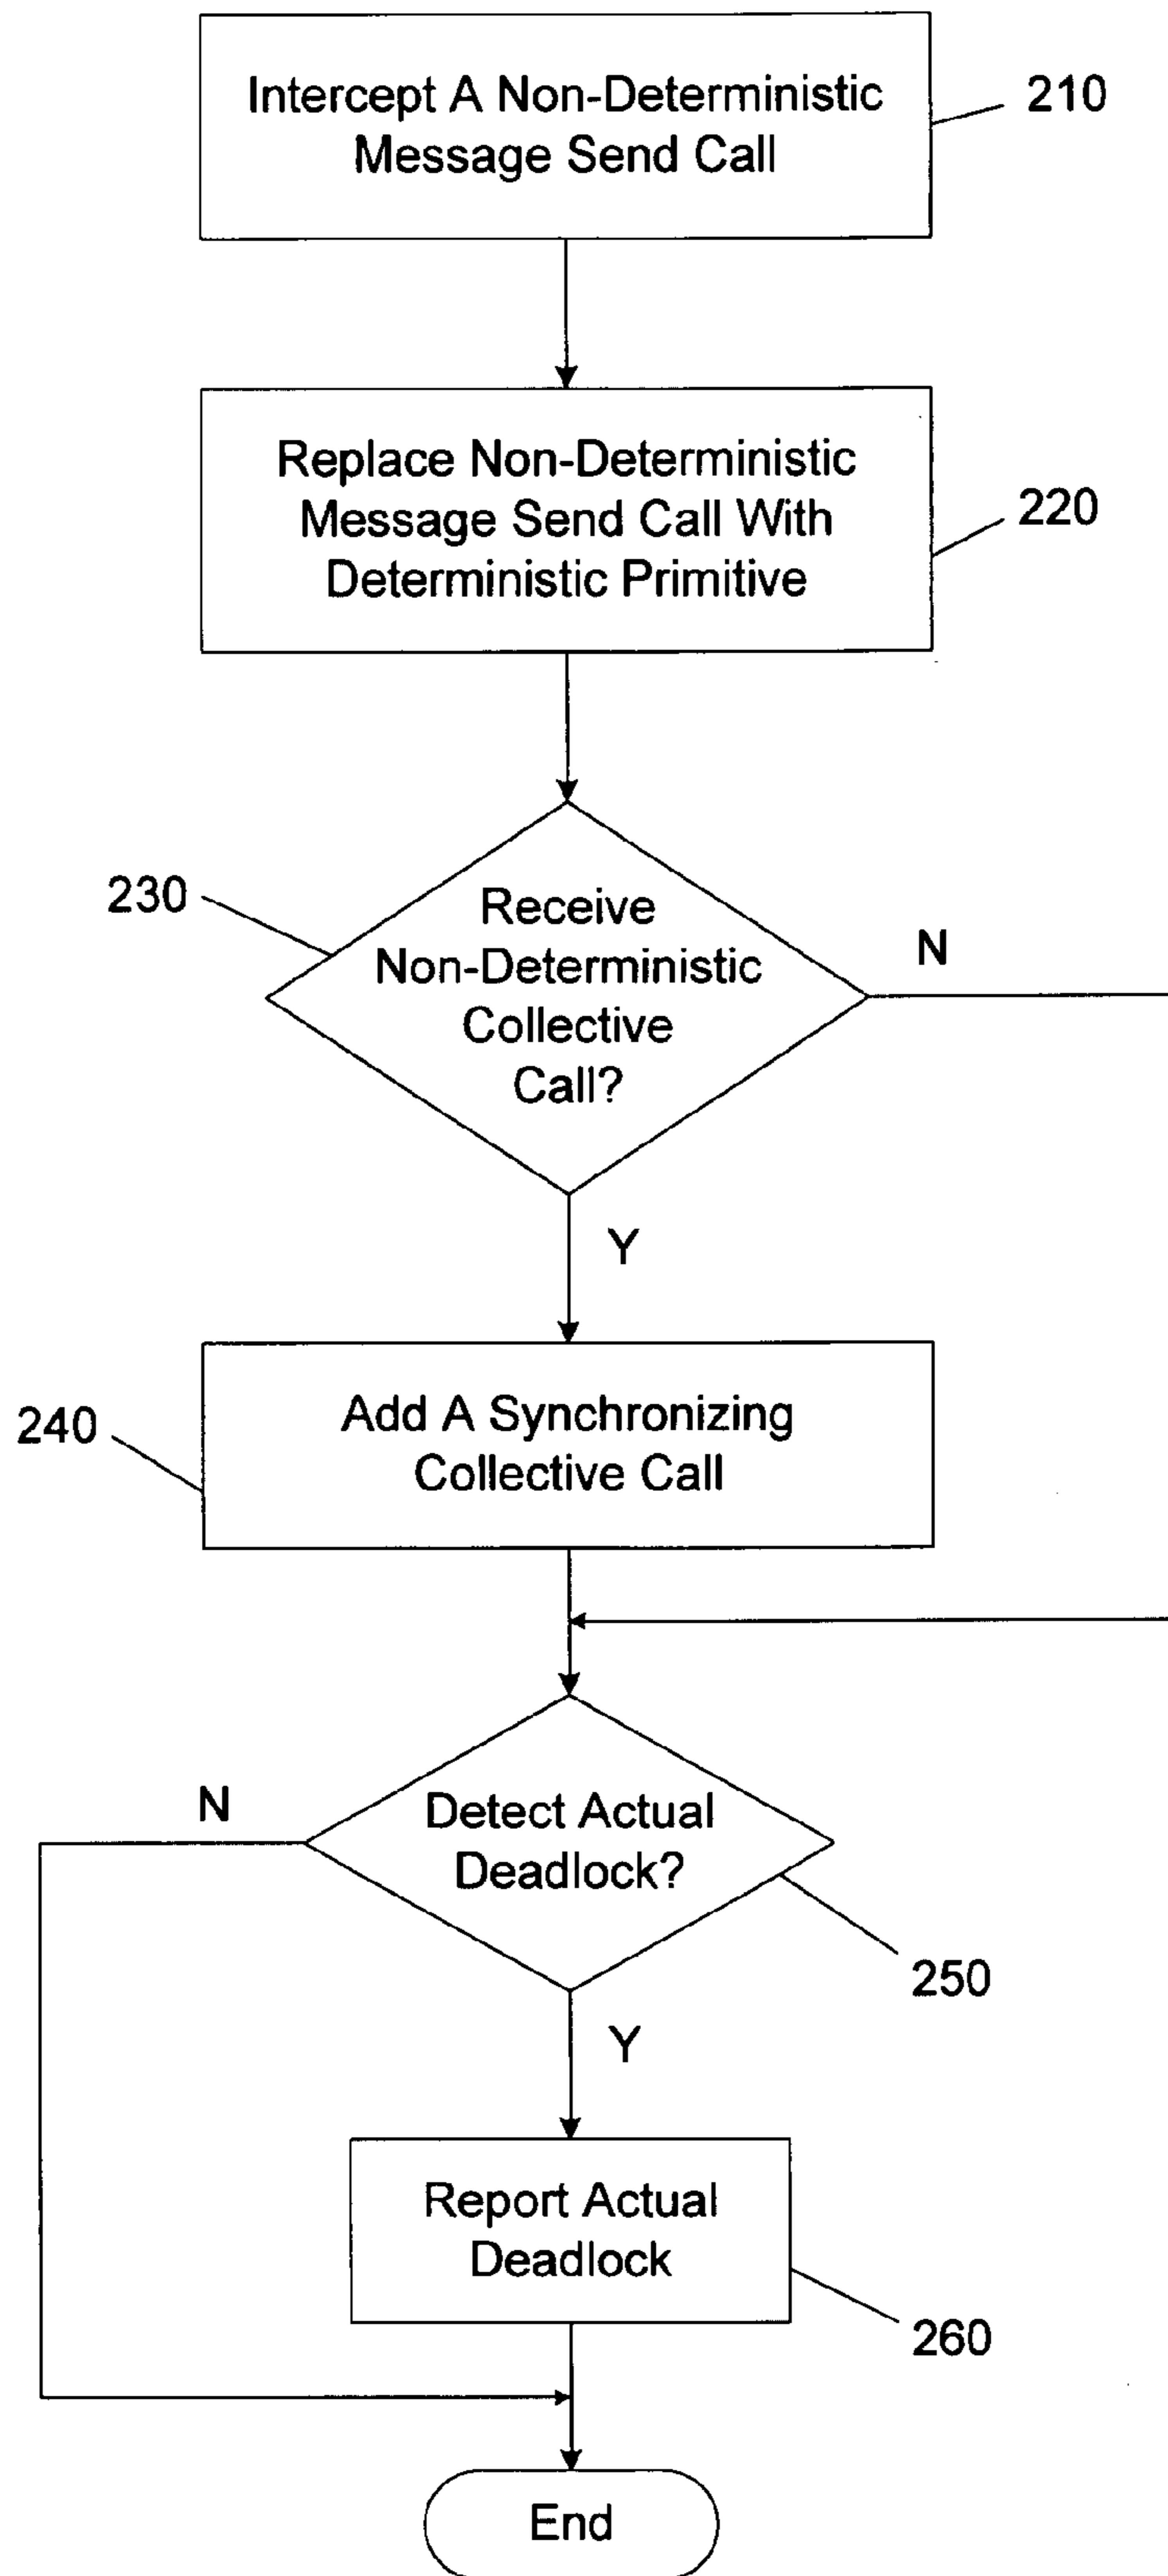 Intercept A Non-Deterministic
Message Send Call
210
Replace Non-Deterministic
Message Send Call With
Deterministic Primitive
220
230
Receive
Non-Deterministic
Collective
Call?
N
Y
240
Add A Synchronizing
Collective Call
N
Detect Actual
Deadlock?
250
Y
Report Actual
Deadlock
260
End